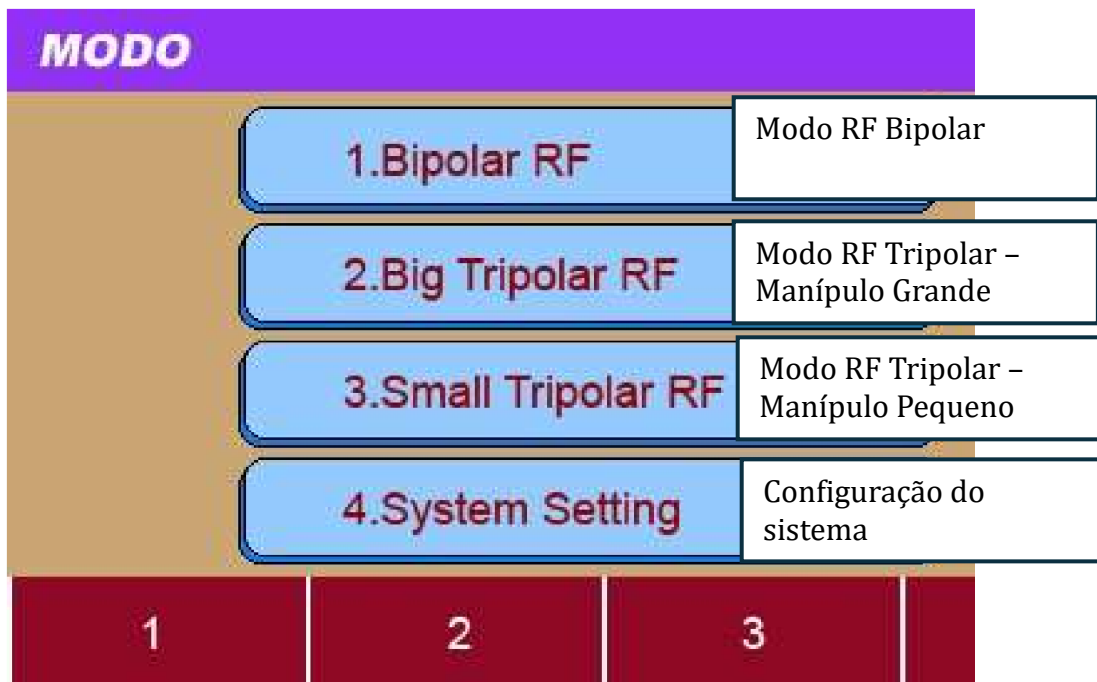 MODO
1.Bipolar RF
Modo RF Bipolar
2.Big Tripolar RF
Modo RF Tripolar –
Manípulo Grande
3.Small Tripolar RF
Modo RF Tripolar –
Manípulo Pequeno
4.System Setting
Configuração do
sistema
1
2
3